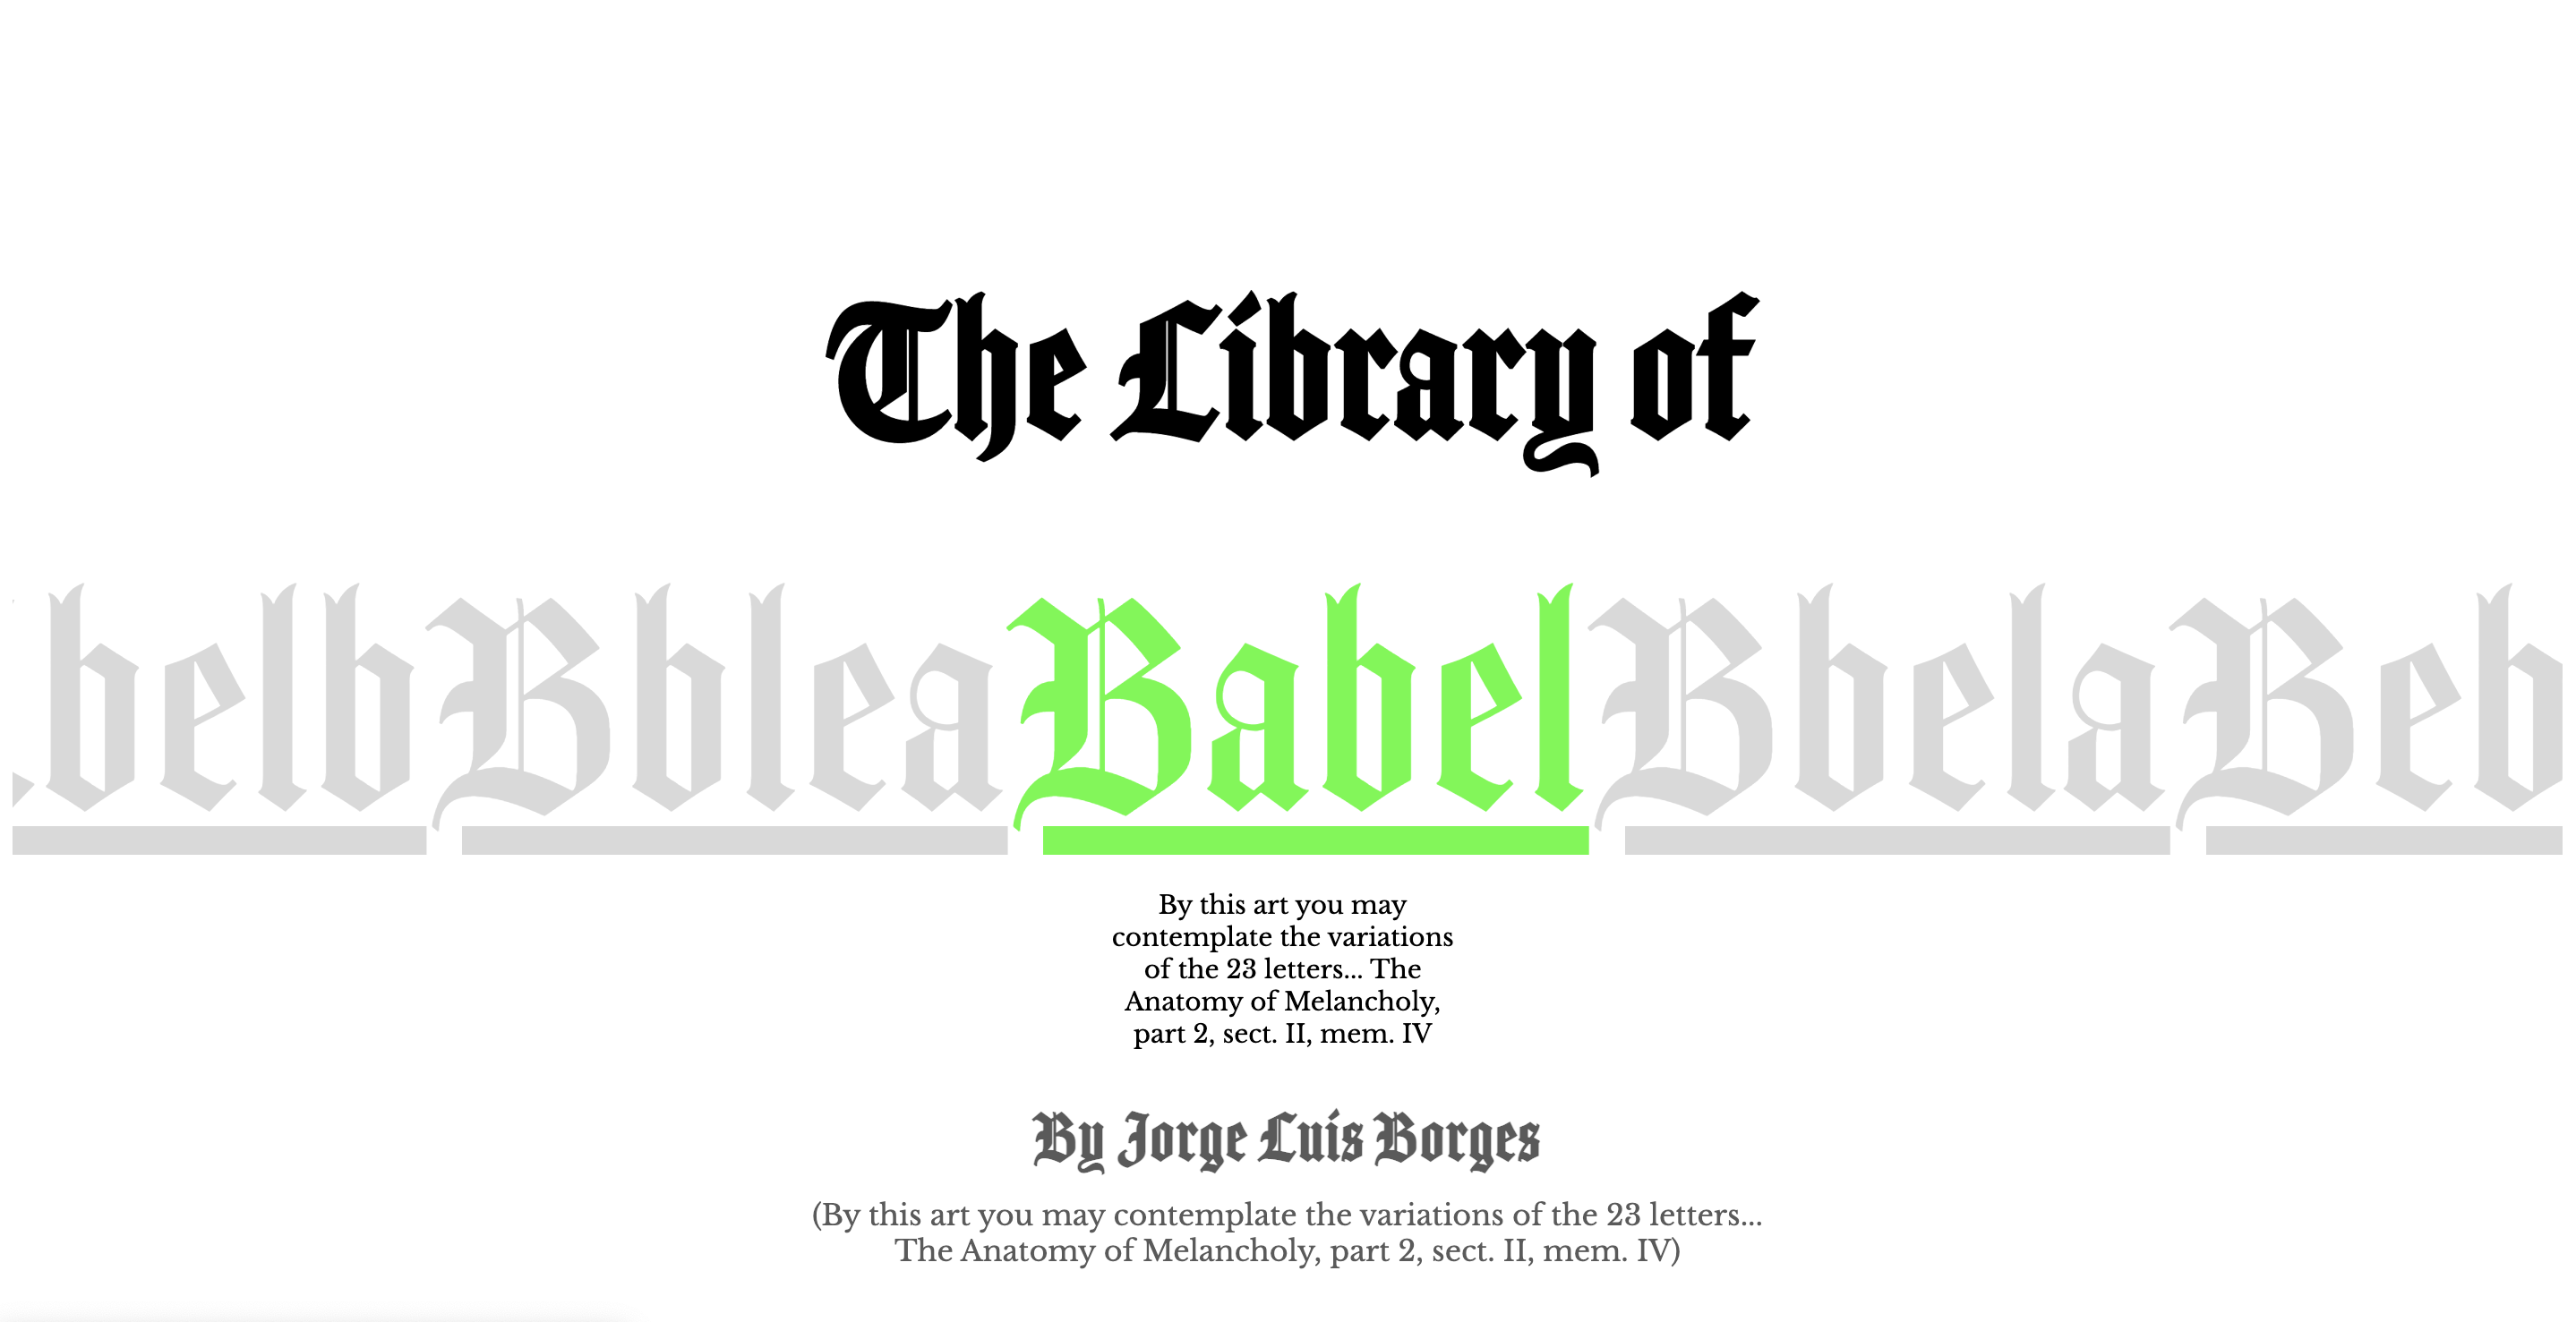 The Library of
belbBbleaBabelBbelaBeb
By this art you may
contemplate the variations
of the 23 letters... The
Anatomy of Melancholy,
part 2, sect. II, mem. IV
By Jorge Luis Borges
(By this art you may contemplate the variations of the 23 letters...
The Anatomy of Melancholy, part 2, sect. II, mem. IV)